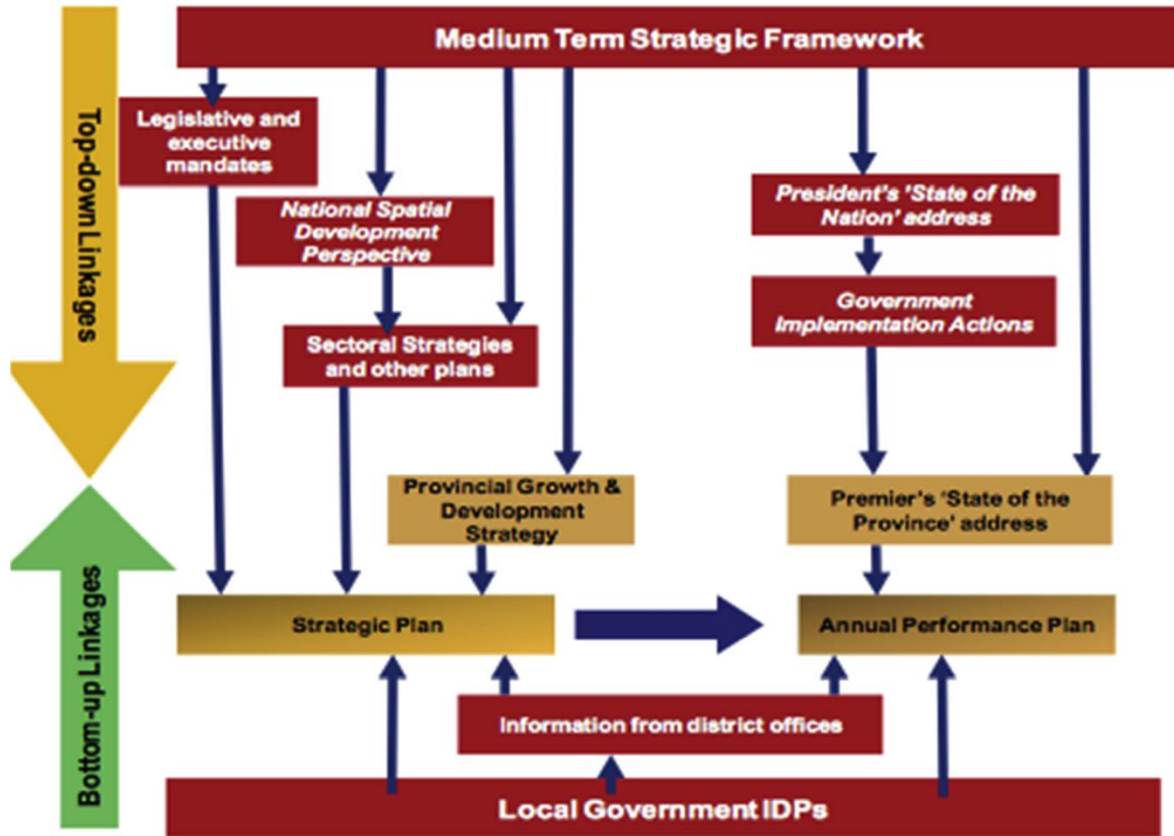 Medium Term Strategic Framework
Top-down Linkages
Legislative and
executive
mandates
National Spatial
Development
Perspective
President's 'State of the
Nation' address
Government
Implementation Actions
Sectoral Strategies
and other plans
Provincial Growth &
Development
Strategy
Premier's 'State of the
Province' address
Bottom-up Linkages
Strategic Plan
Annual Performance Plan
Information from district offices
Local Government IDPs